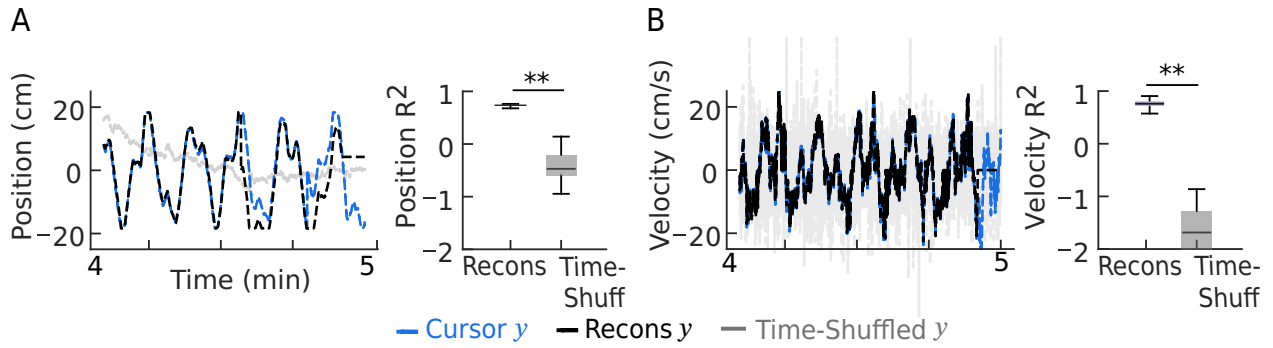 A
Position (cm)
20
0
−20
4
5
Time (min)
Position R²
1
0
−1
−2
**
Recons
Time-
Shuff
B
Velocity (cm/s)
20
0
−20
4
5
Velocity R²
1
0
−1
−2
**
Recons
Time-
Shuff
Cursor y
Recons y
Time-Shuffled y